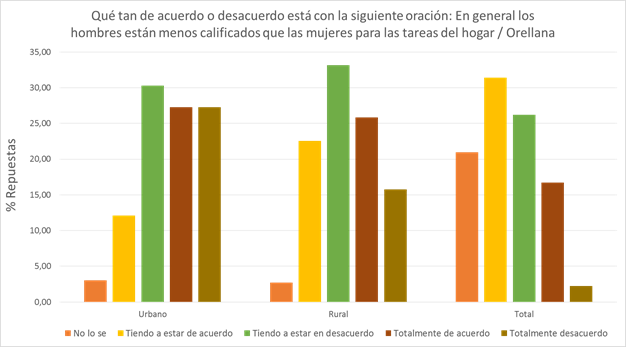 Qué tan de acuerdo o desacuerdo está con la siguiente oración: En general los
hombres están menos calificados que las mujeres para las tareas del hogar / Orellana
35,00
30,00
25,00
20,00
15,00
10,00
5,00
0,00
% Repuestas
Urbano Rural Total
No lo se Tiendo a estar de acuerdo Tiendo a estar en desacuerdo Totalmente de acuerdo Totalmente desacuerdo